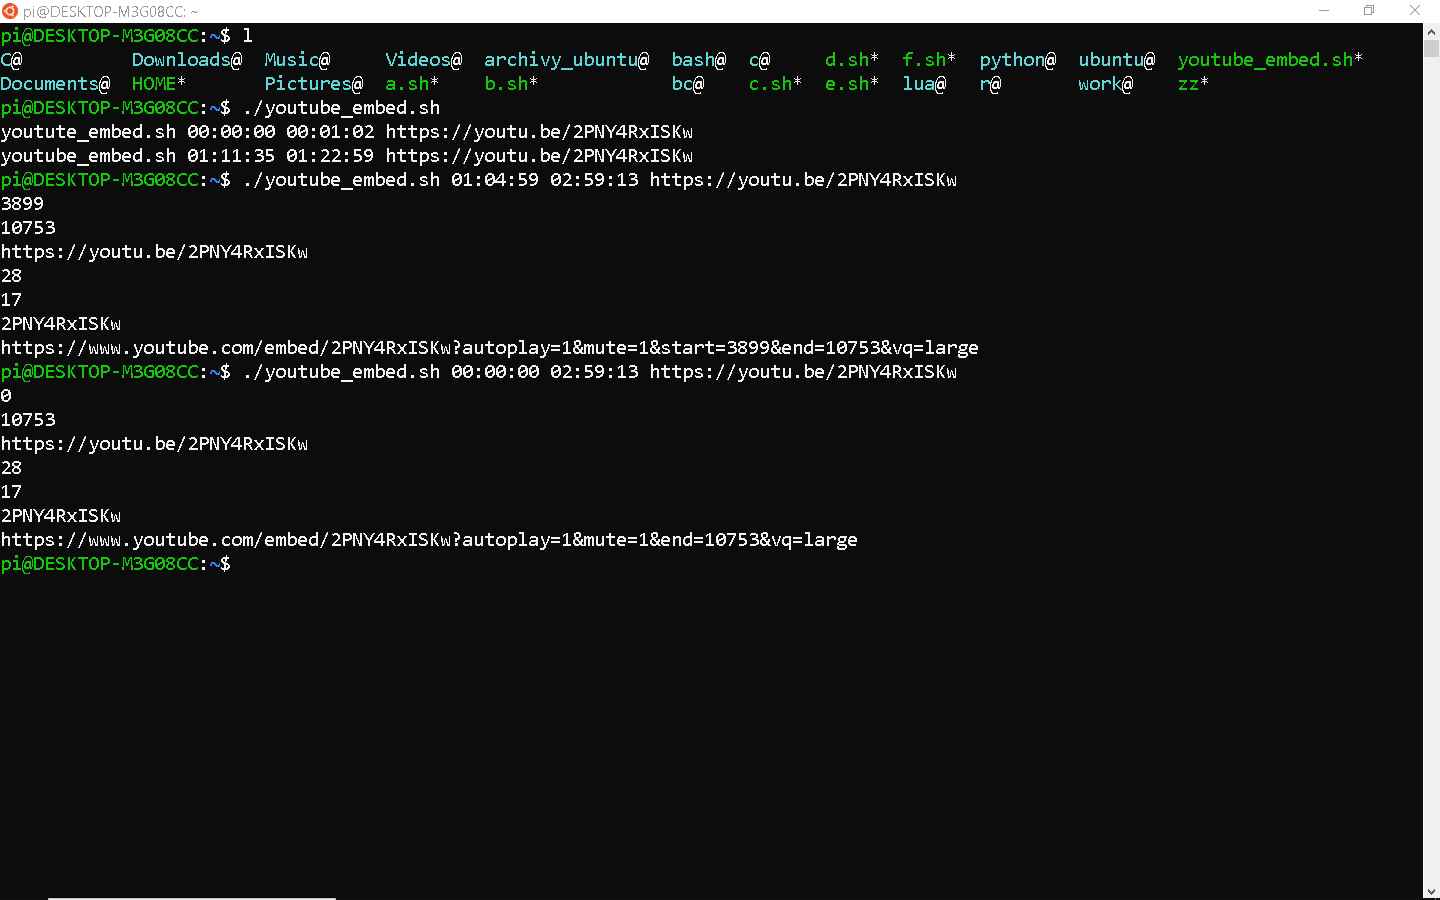 pi@DESKTOP-M3G08CC: ~
pi@DESKTOP-M3G08CC:~$ l
C@ Downloads@ Music@ Videos@ archivy_ubuntu@ bash@ c@ d.sh* f.sh* python@ ubuntu@ youtube_embed.sh*
Documents@ HOME* Pictures@ a.sh* b.sh* bc@ c.sh* e.sh* lua@ r@ work@ zz*
pi@DESKTOP-M3G08CC:~$ ./youtube_embed.sh
youtute_embed.sh 00:00:00 00:01:02 https://youtu.be/2PNY4RxISKw
youtube_embed.sh 01:11:35 01:22:59 https://youtu.be/2PNY4RxISKw
pi@DESKTOP-M3G08CC:~$ ./youtube_embed.sh 01:04:59 02:59:13 https://youtu.be/2PNY4RxISKw
3899
10753
https://youtu.be/2PNY4RxISKw
28
17
2PNY4RxISKw
https://www.youtube.com/embed/2PNY4RxISKw?autoplay=1&mute=1&start=3899&end=10753&vq=large
pi@DESKTOP-M3G08CC:~$ ./youtube_embed.sh 00:00:00 02:59:13 https://youtu.be/2PNY4RxISKw
0
10753
https://youtu.be/2PNY4RxISKw
28
17
2PNY4RxISKw
https://www.youtube.com/embed/2PNY4RxISKw?autoplay=1&mute=1&end=10753&vq=large
pi@DESKTOP-M3G08CC:~$